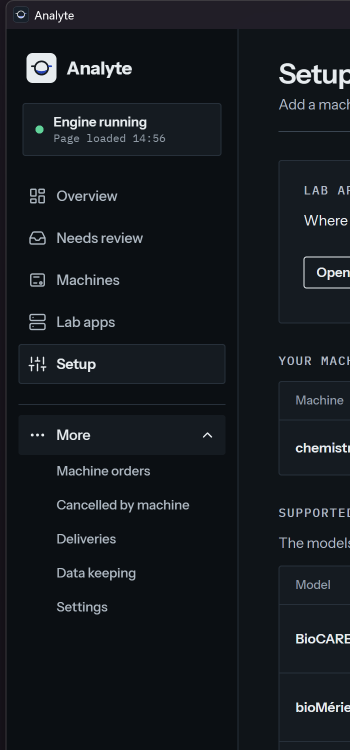 Analyte
Analyte
Engine running
Page loaded 14:56
Overview
Needs review
Machines
Lab apps
Setup
More
Machine orders
Cancelled by machine
Deliveries
Data keeping
Settings
Setup
Add a mach
LAB AP
Where
Open
YOUR MACH
Machine
chemistr
SUPPORTED
The models
Model
BioCARE
bioMérie